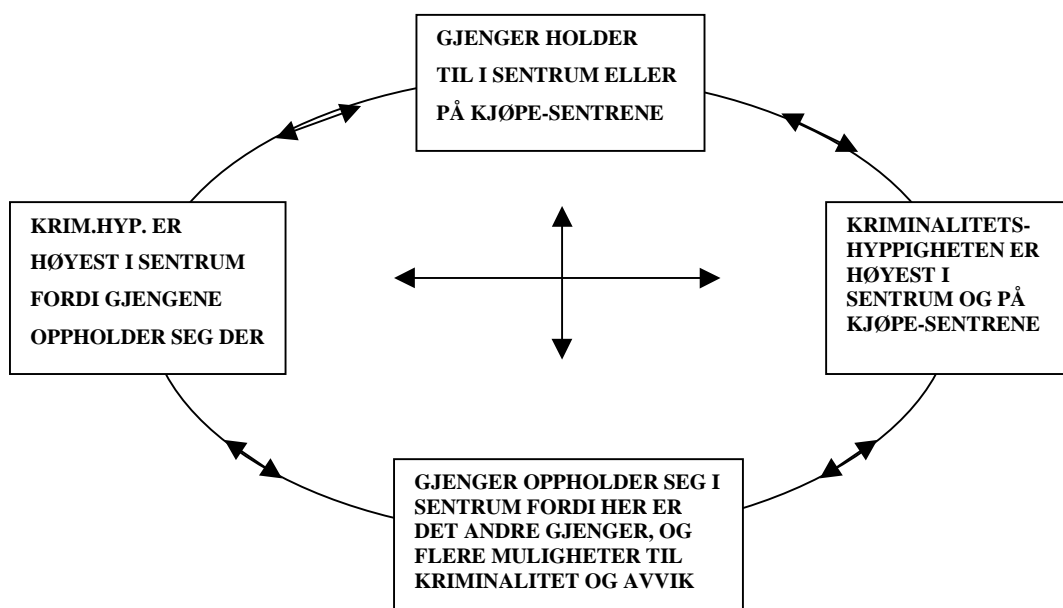 GJENGER HOLDER
TIL I SENTRUM ELLER
PÅ KJØPE-SENTRENE
KRIM.HYP. ER
HØYEST I SENTRUM
FORDI GJENGENE
OPPHOLDER SEG DER
KRIMINALITETS-
HYPPIGHETEN ER
HØYEST I
SENTRUM OG PÅ
KJØPE-SENTRENE
GJENGER OPPHOLDER SEG I
SENTRUM FORDI HER ER
DET ANDRE GJENGER, OG
FLERE MULIGHETER TIL
KRIMINALITET OG AVVIK